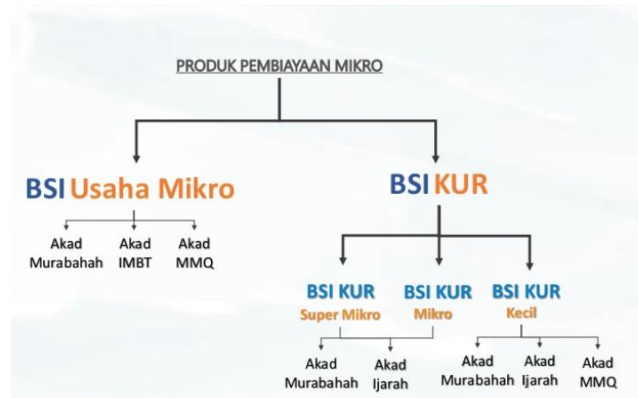 PRODUK PEMBIAYAAN MIKRO
BSI Usaha Mikro
BSI KUR
Akad Murabahah
Akad IMBT
Akad MMQ
BSI KUR Super Mikro
BSI KUR Mikro
BSI KUR Kecil
Akad Murabahah
Akad Ijarah
Akad Murabahah
Akad Ijarah
Akad MMQ